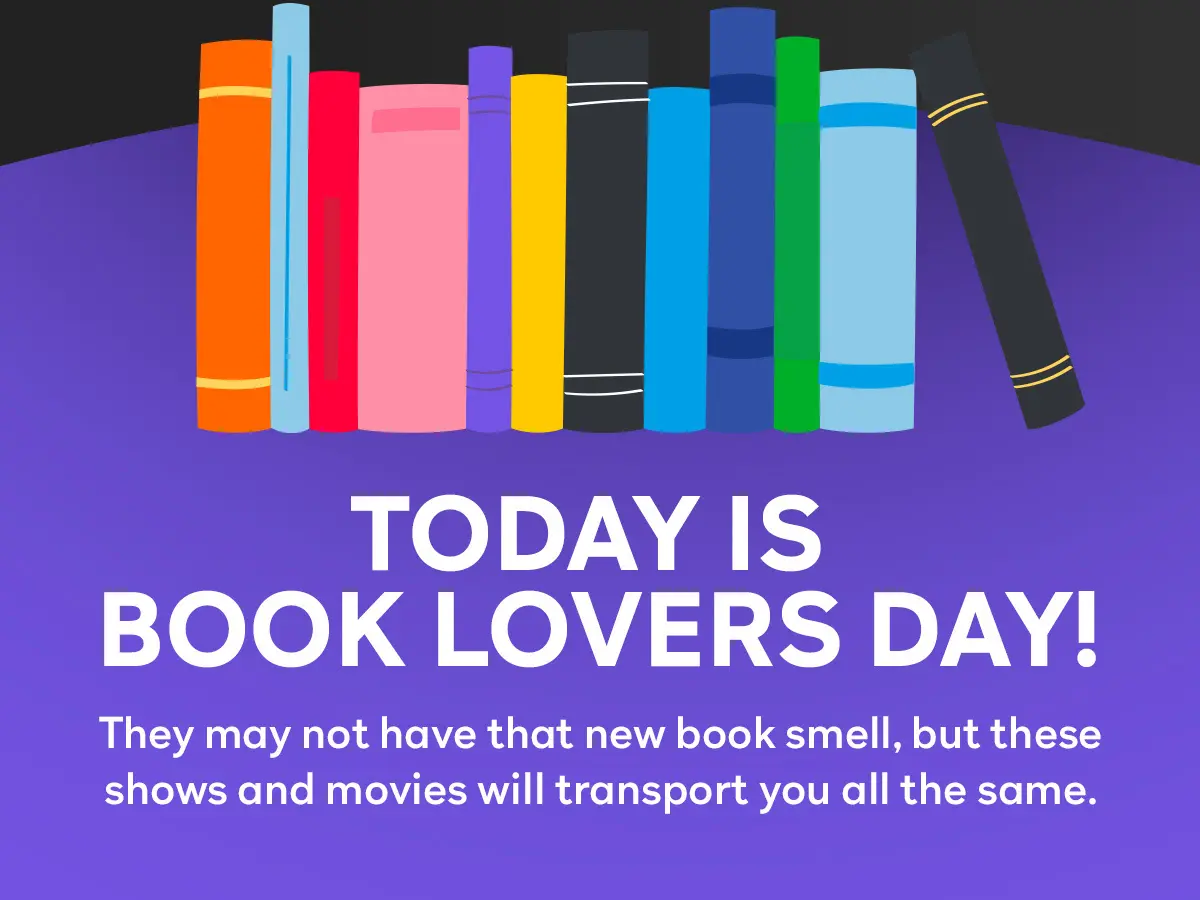 TODAY IS
BOOK LOVERS DAY!
They may not have that new book smell, but these
shows and movies will transport you all the same.